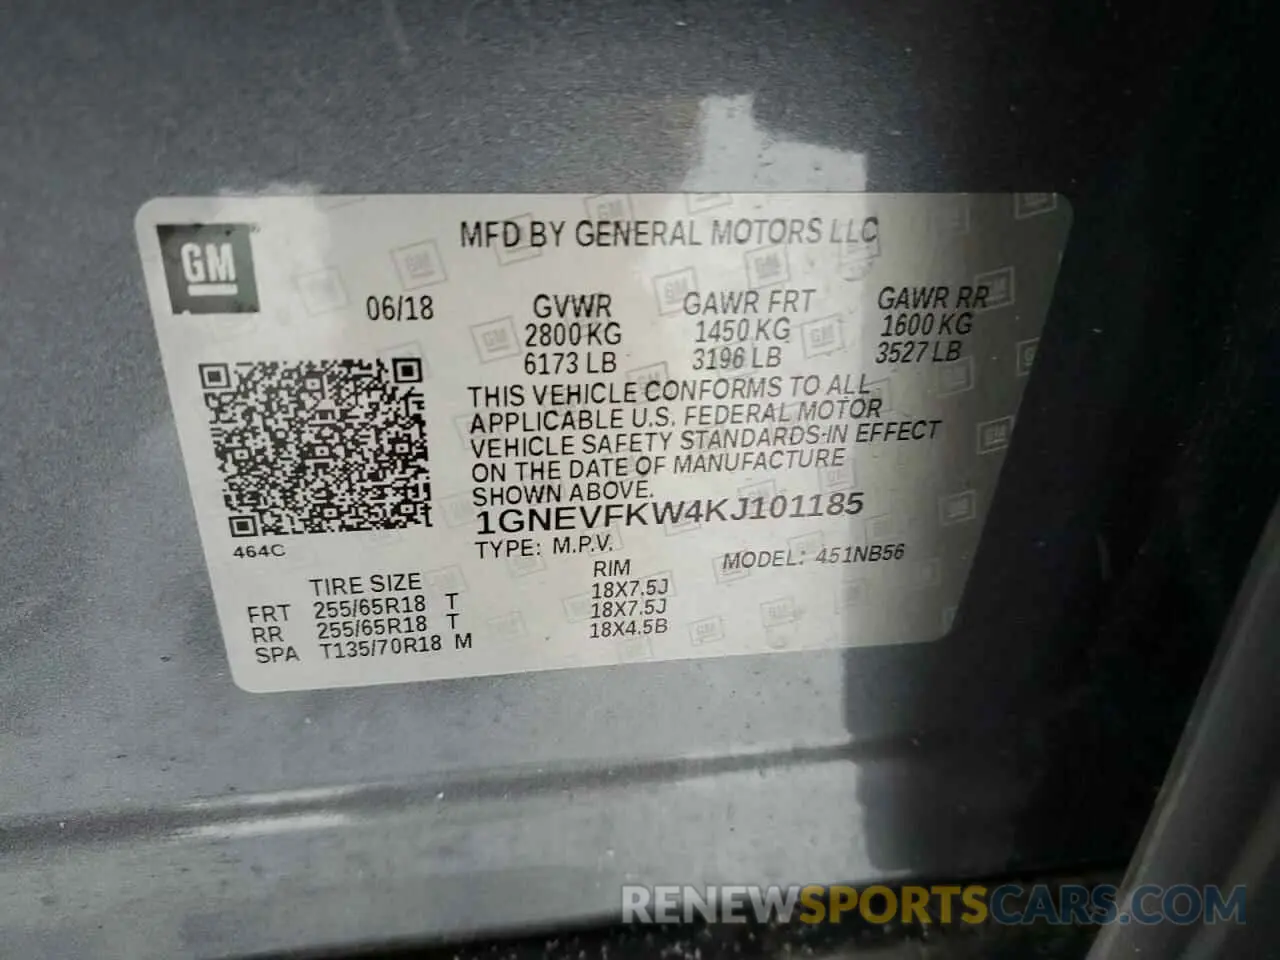 GM
MFD BY GENERAL MOTORS LLC
06/18
GVWR GAWR FRT GAWR RR
2800 KG 1450 KG 1600 KG
6173 LB 3196 LB 3527 LB
THIS VEHICLE CONFORMS TO ALL
APPLICABLE U.S. FEDERAL MOTOR
VEHICLE SAFETY STANDARDS IN EFFECT
ON THE DATE OF MANUFACTURE
SHOWN ABOVE.
1GNEVFKW4KJ101185
464C
TYPE: M.P.V. MODEL: 451NB56
TIRE SIZE RIM
FRT 255/65R18 T 18X7.5J
RR 255/65R18 T 18X7.5J
SPA T135/70R18 M 18X4.5B
RENEWSPORTSCARS.COM